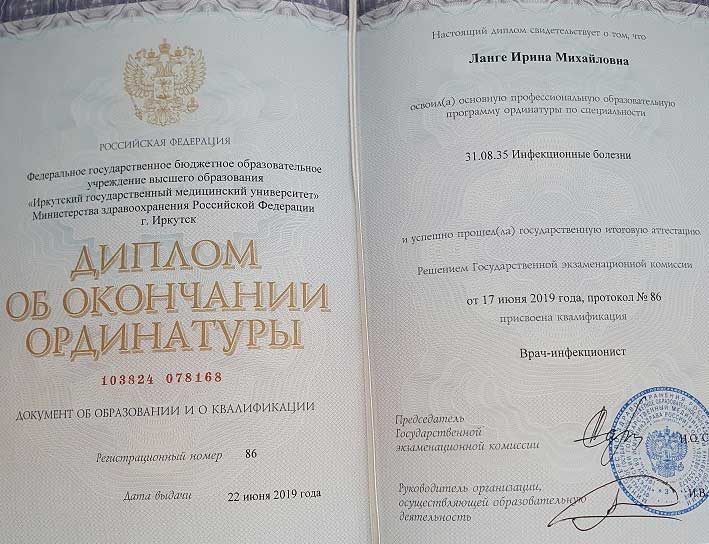 РОССИЙСКАЯ ФЕДЕРАЦИЯ
Федеральное государственное бюджетное образовательное
учреждение высшего образования
«Иркутский государственный медицинский университет»
Министерства здравоохранения Российской Федерации
г. Иркутск
ДИПЛОМ
ОБ ОКОНЧАНИИ
ОРДИНАТУРЫ
103824 078168
ДОКУМЕНТ ОБ ОБРАЗОВАНИИ И О КВАЛИФИКАЦИИ
Регистрационный номер 86
Дата выдачи 22 июня 2019 года
Настоящий диплом свидетельствует о том, что
Ланге Ирина Михайловна
освоил(а) основную профессиональную образовательную
программу ординатуры по специальности
31.08.35 Инфекционные болезни
и успешно прошел(ла) государственную итоговую аттестацию
Решением Государственной экзаменационной комиссии
от 17 июня 2019 года, протокол № 86
присвоена квалификация
Врач-инфекционист
Председатель
Государственной
экзаменационной комиссии
Н.О.С
Руководитель организации,
осуществляющей образовательную
деятельность
И.В.